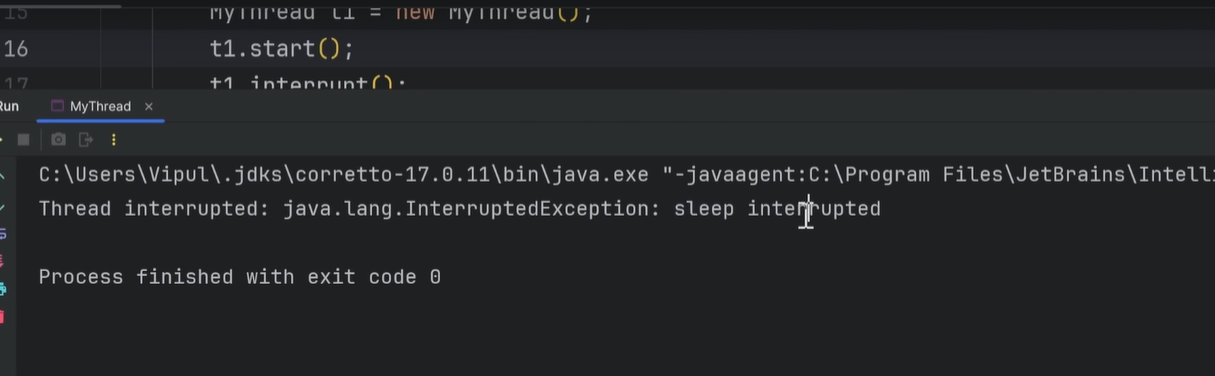 15 MyThread t1 = new MyThread();
16 t1.start();
17 t1.interrupt();
Run MyThread ×
C:\Users\Vipul\.jdks\corretto-17.0.11\bin\java.exe "-javaagent:C:\Program Files\JetBrains\Intelli
Thread interrupted: java.lang.InterruptedException: sleep interrupted
Process finished with exit code 0